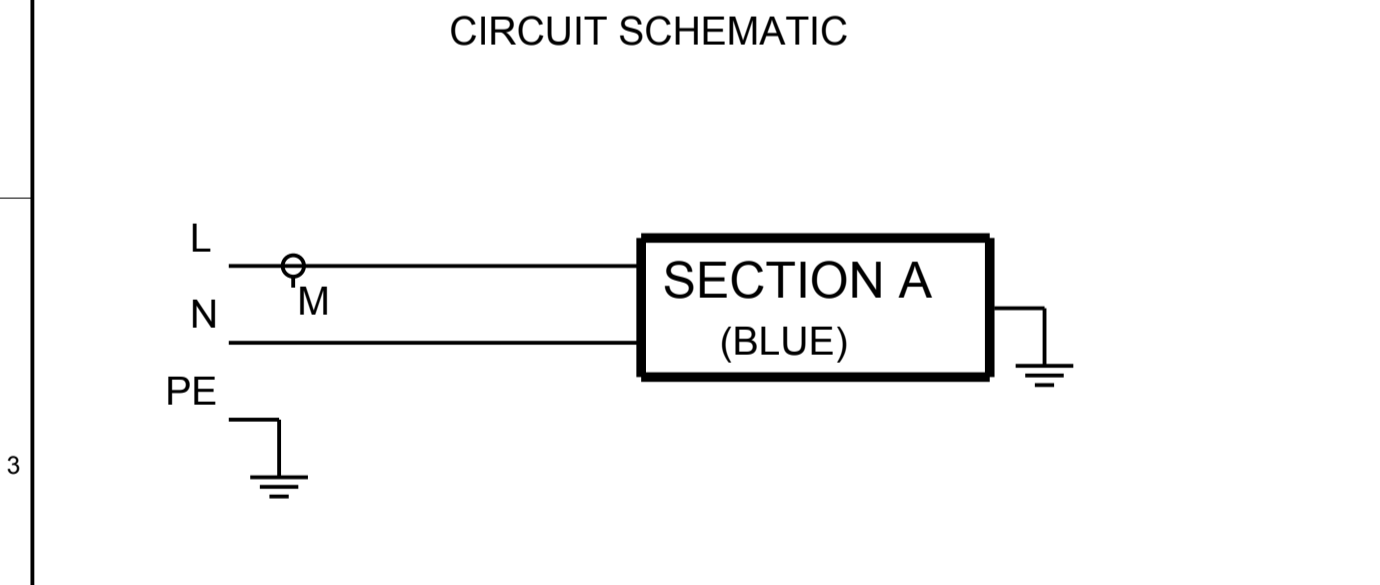 CIRCUIT SCHEMATIC
L
M
N
SECTION A
(BLUE)
PE
3